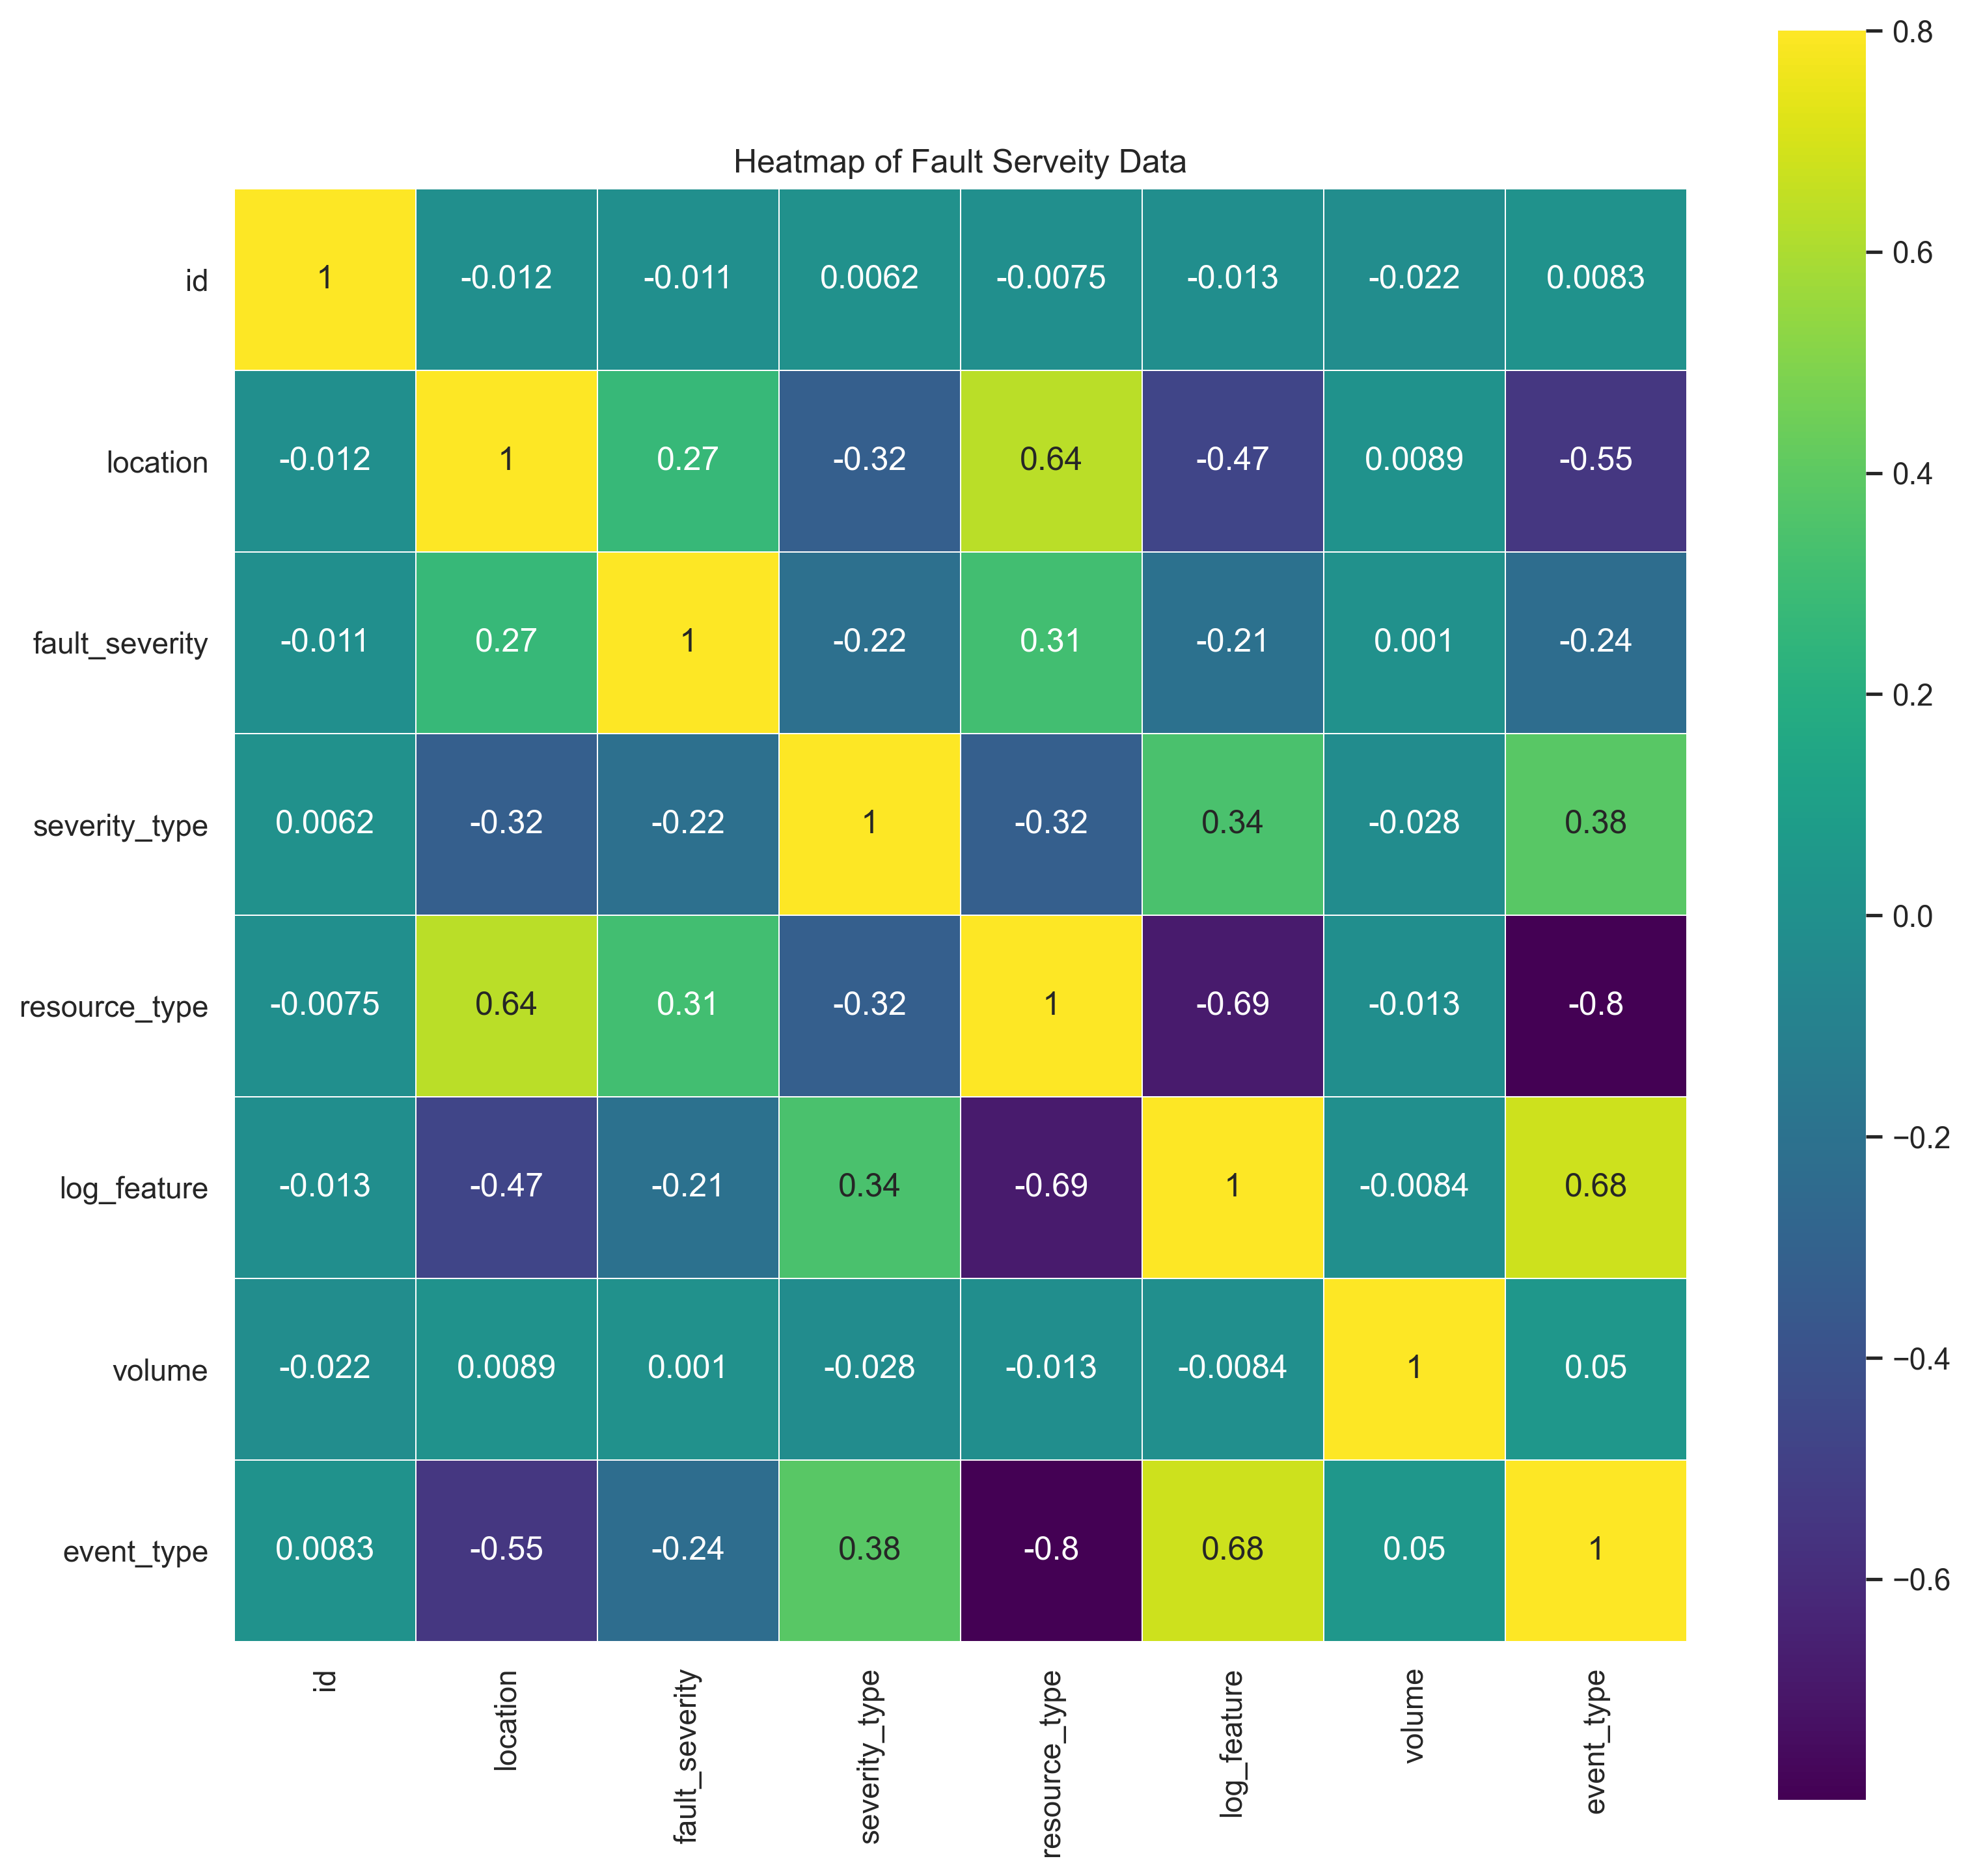 0.8
Heatmap of Fault Serveity Data
0.6
id 1 -0.012 -0.011 0.0062 -0.0075 -0.013 -0.022 0.0083
location -0.012 1 0.27 -0.32 0.64 -0.47 0.0089 -0.55
0.4
fault_severity -0.011 0.27 1 -0.22 0.31 -0.21 0.001 -0.24
0.2
severity_type 0.0062 -0.32 -0.22 1 -0.32 0.34 -0.028 0.38
0.0
resource_type -0.0075 0.64 0.31 -0.32 1 -0.69 -0.013 -0.8
−0.2
log_feature -0.013 -0.47 -0.21 0.34 -0.69 1 -0.0084 0.68
−0.4
volume -0.022 0.0089 0.001 -0.028 -0.013 -0.0084 1 0.05
event_type 0.0083 -0.55 -0.24 0.38 -0.8 0.68 0.05 1
−0.6
id
location
fault_severity
severity_type
resource_type
log_feature
volume
event_type